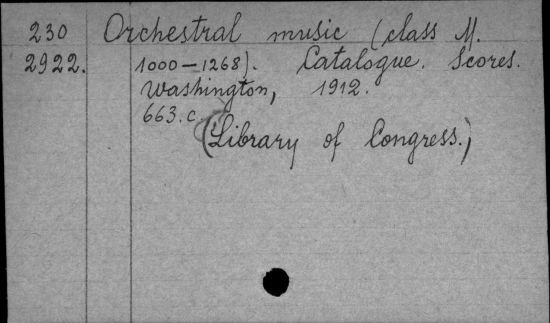 230 Orchestral music (class M.
2922. 1000-1268). Catalogue. Scores.
Washington, 1912.
663.c.
(Library of Congress.)